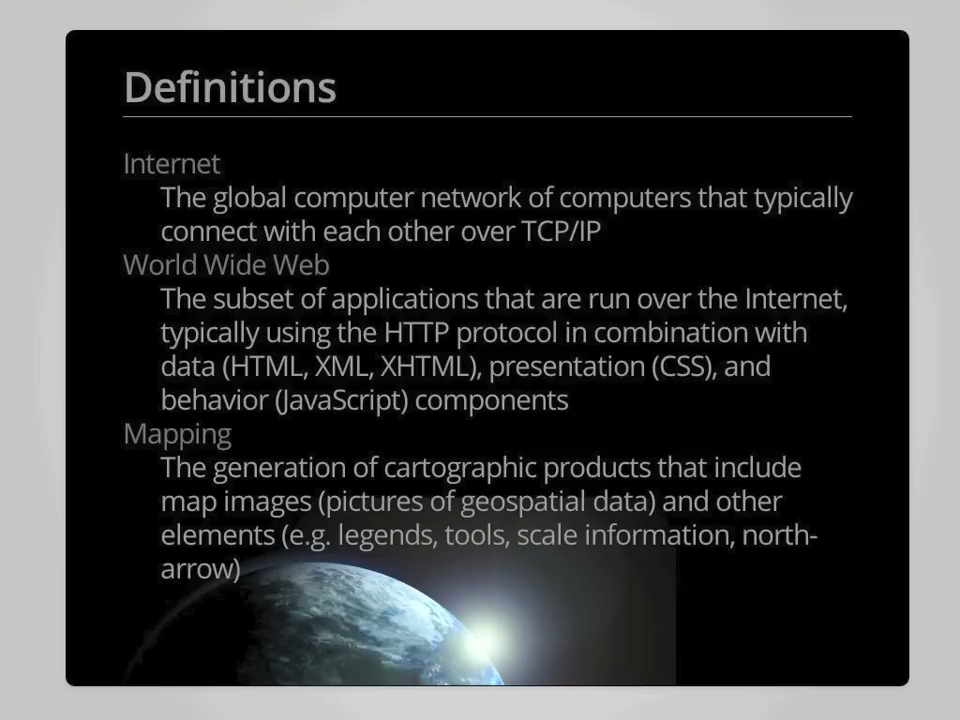 Definitions
Internet
The global computer network of computers that typically
connect with each other over TCP/IP
World Wide Web
The subset of applications that are run over the Internet,
typically using the HTTP protocol in combination with
data (HTML, XML, XHTML), presentation (CSS), and
behavior (JavaScript) components
Mapping
The generation of cartographic products that include
map images (pictures of geospatial data) and other
elements (e.g. legends, tools, scale information, north-
arrow)